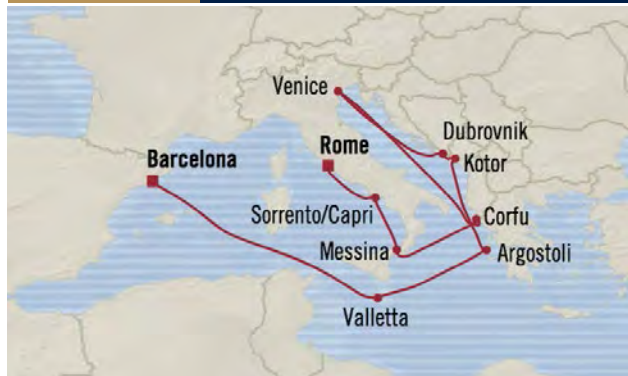 Venice
Dubrovnik
Rome
Kotor
Barcelona
Sorrento/Capri
Corfu
Messina
Argostoli
Valletta